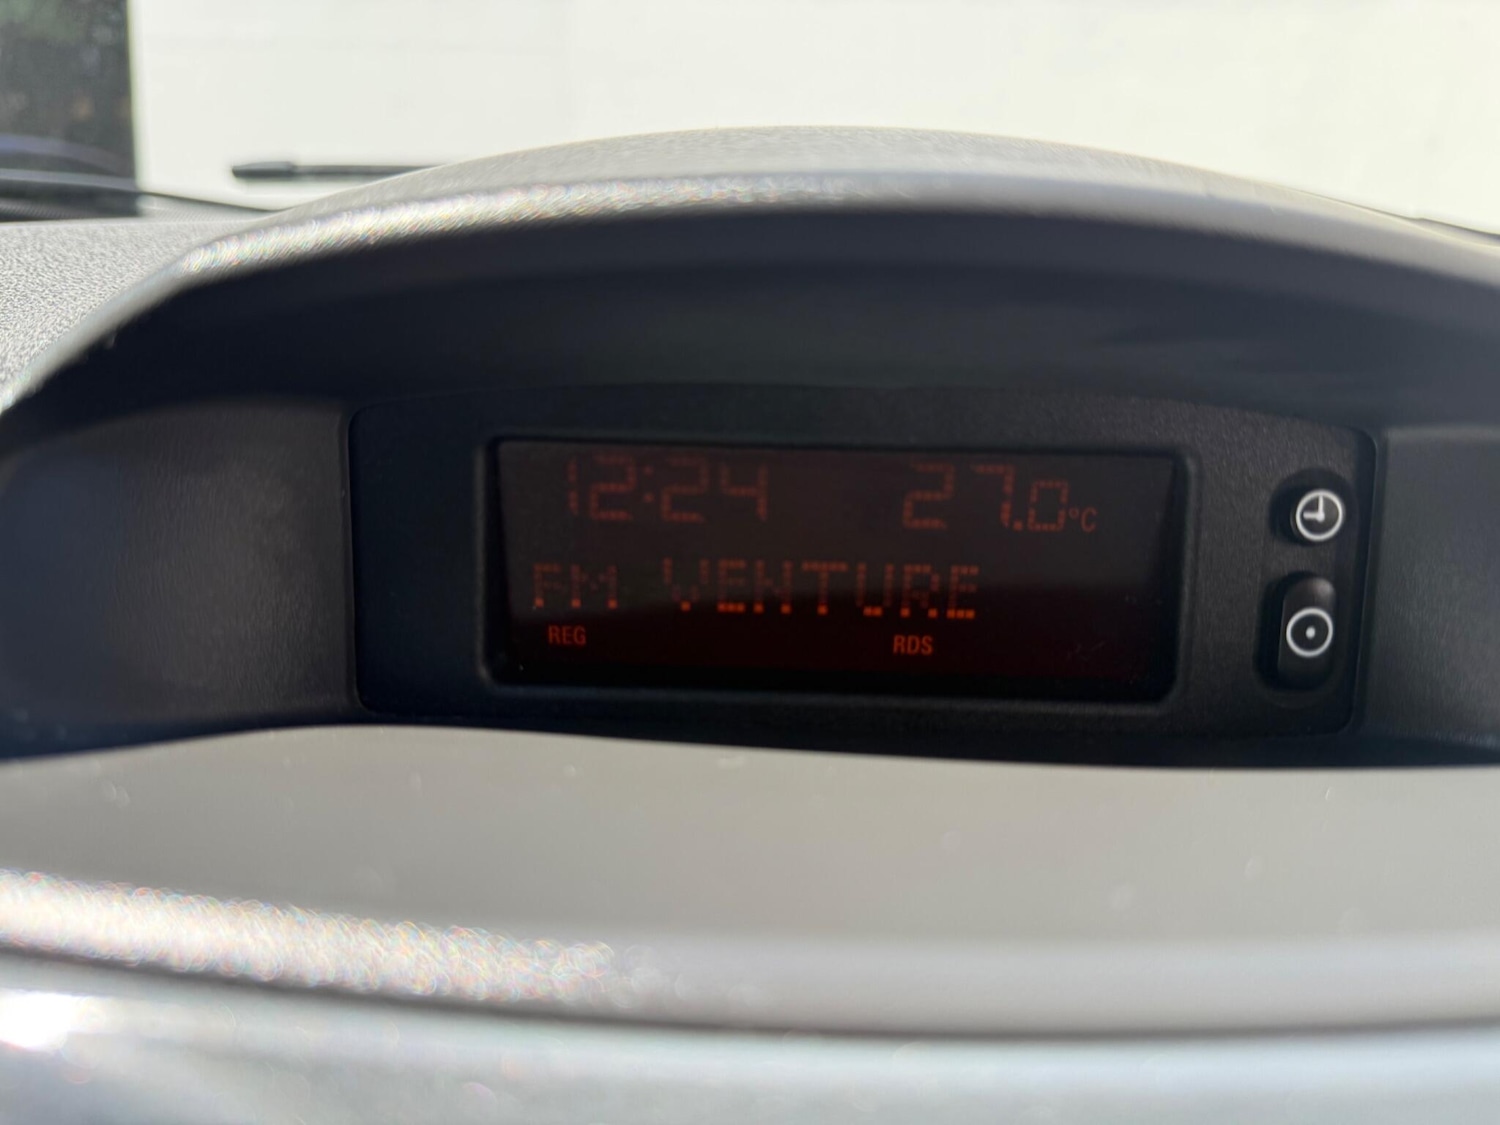 12:24 27.0°C
FM VENTURE
REG RDS